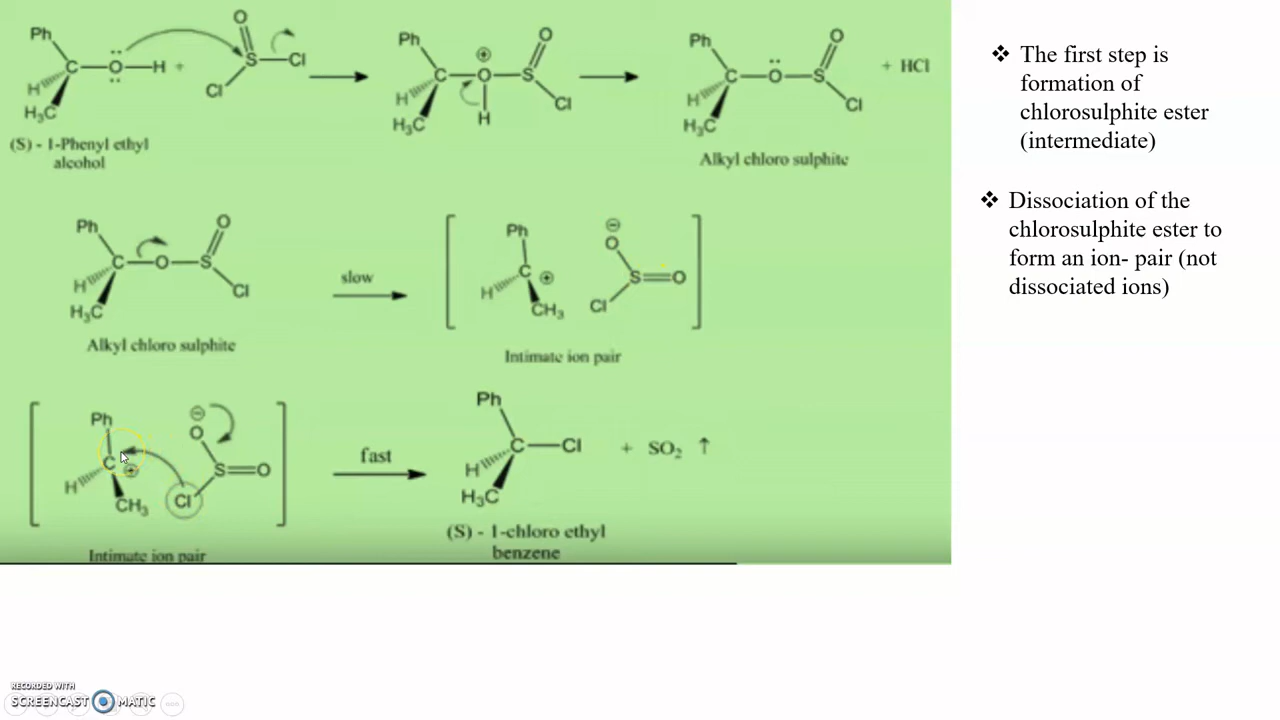 Ph
O
C—O—H +
S—Cl
H
Cl
H₃C
(S) - 1-Phenyl ethyl
alcohol
Ph
⊕
O
C—O—S
H
H
Cl
H₃C
Ph
O
C—O—S
+ HCl
H
Cl
H₃C
Alkyl chloro sulphite
Ph
O
C—O—S
H
Cl
H₃C
Alkyl chloro sulphite
slow
Ph
⊖
O
C
⊕
S=O
H
CH₃
Cl
Intimate ion pair
Ph
⊖
O
C
⊕
S=O
H
CH₃
Cl
Intimate ion pair
fast
Ph
C—Cl
+ SO₂ ↑
H
H₃C
(S) - 1-chloro ethyl
benzene
❖ The first step is
formation of
chlorosulphite ester
(intermediate)
❖ Dissociation of the
chlorosulphite ester to
form an ion- pair (not
dissociated ions)
RECORDED WITH
SCREENCAST MATIC